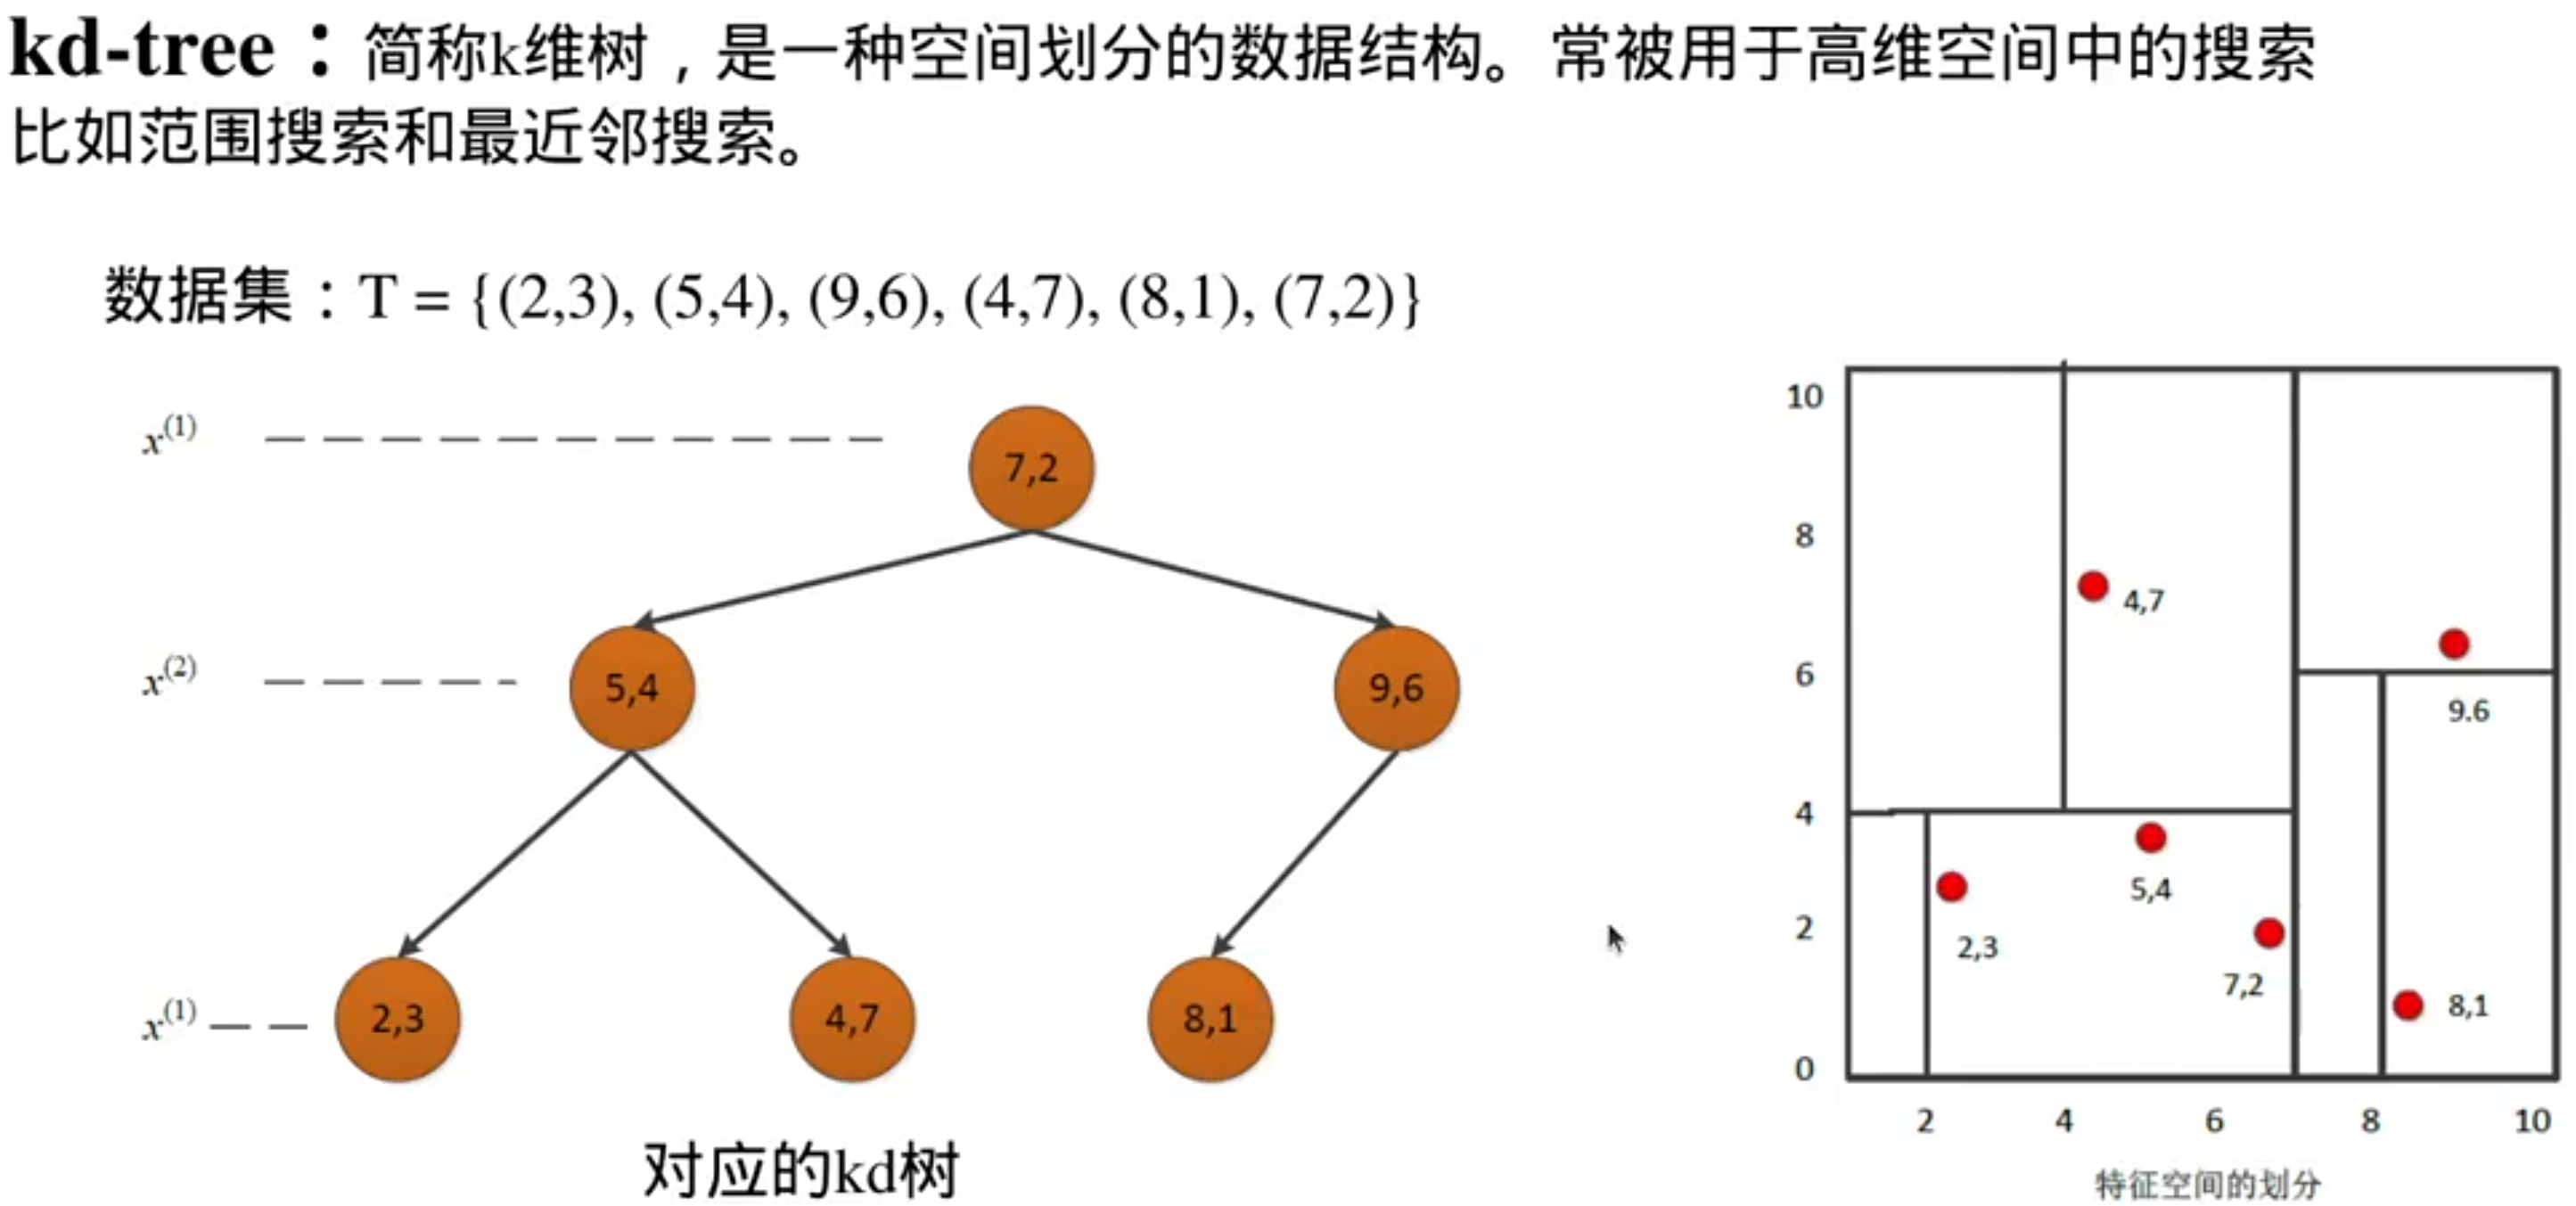 kd-tree：简称k维树，是一种空间划分的数据结构。常被用于高维空间中的搜索
比如范围搜索和最近邻搜索。
数据集：T = {(2,3), (5,4), (9,6), (4,7), (8,1), (7,2)}
x(1)
7,2
x(2)
5,4
9,6
x(1)
2,3
4,7
8,1
对应的kd树
10
8
6
4
2
0
4,7
9.6
5,4
2,3
7,2
8,1
2 4 6 8 10
特征空间的划分